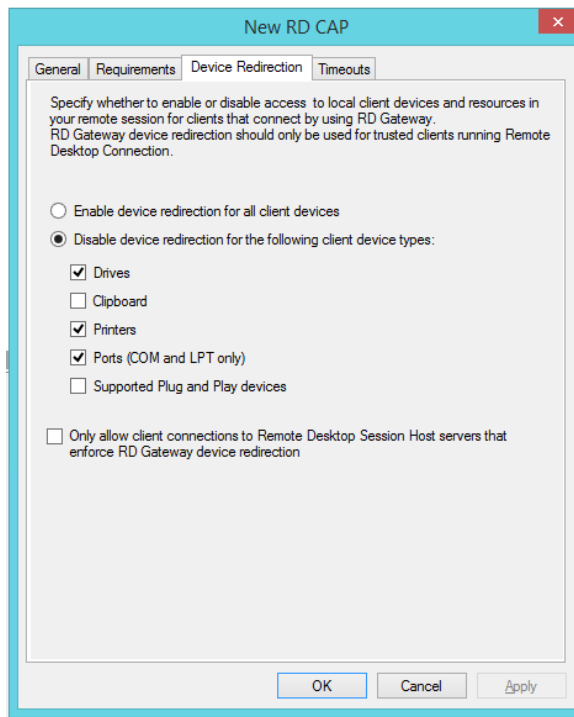 New RD CAP
General
Requirements
Device Redirection
Timeouts
Specify whether to enable or disable access to local client devices and resources in
your remote session for clients that connect by using RD Gateway.
RD Gateway device redirection should only be used for trusted clients running Remote
Desktop Connection.
Enable device redirection for all client devices
Disable device redirection for the following client device types:
Drives
Clipboard
Printers
Ports (COM and LPT only)
Supported Plug and Play devices
Only allow client connections to Remote Desktop Session Host servers that
enforce RD Gateway device redirection
OK
Cancel
Apply